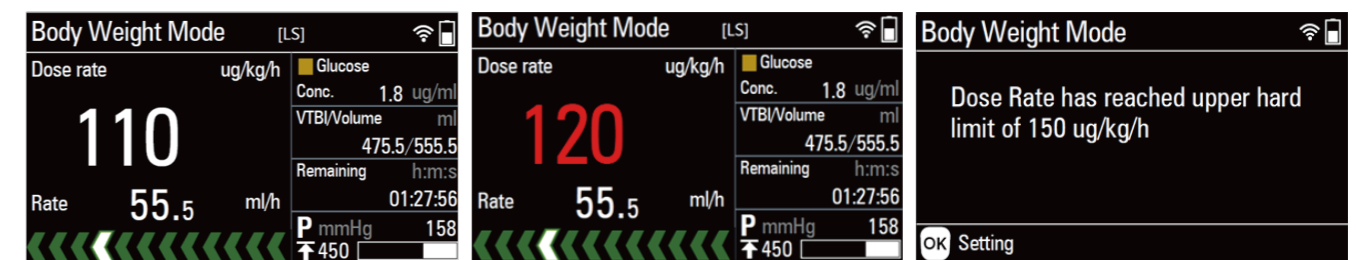 Body Weight Mode [LS]
Dose rate ug/kg/h
110
Rate 55.5 ml/h
Glucose
Conc. 1.8 ug/ml
VTBI/Volume ml
475.5/555.5
Remaining h:m:s
01:27:56
P mmHg 158
450
Body Weight Mode [LS]
Dose rate ug/kg/h
120
Rate 55.5 ml/h
Glucose
Conc. 1.8 ug/ml
VTBI/Volume ml
475.5/555.5
Remaining h:m:s
01:27:56
P mmHg 158
450
Body Weight Mode
Dose Rate has reached upper hard
limit of 150 ug/kg/h
OK Setting